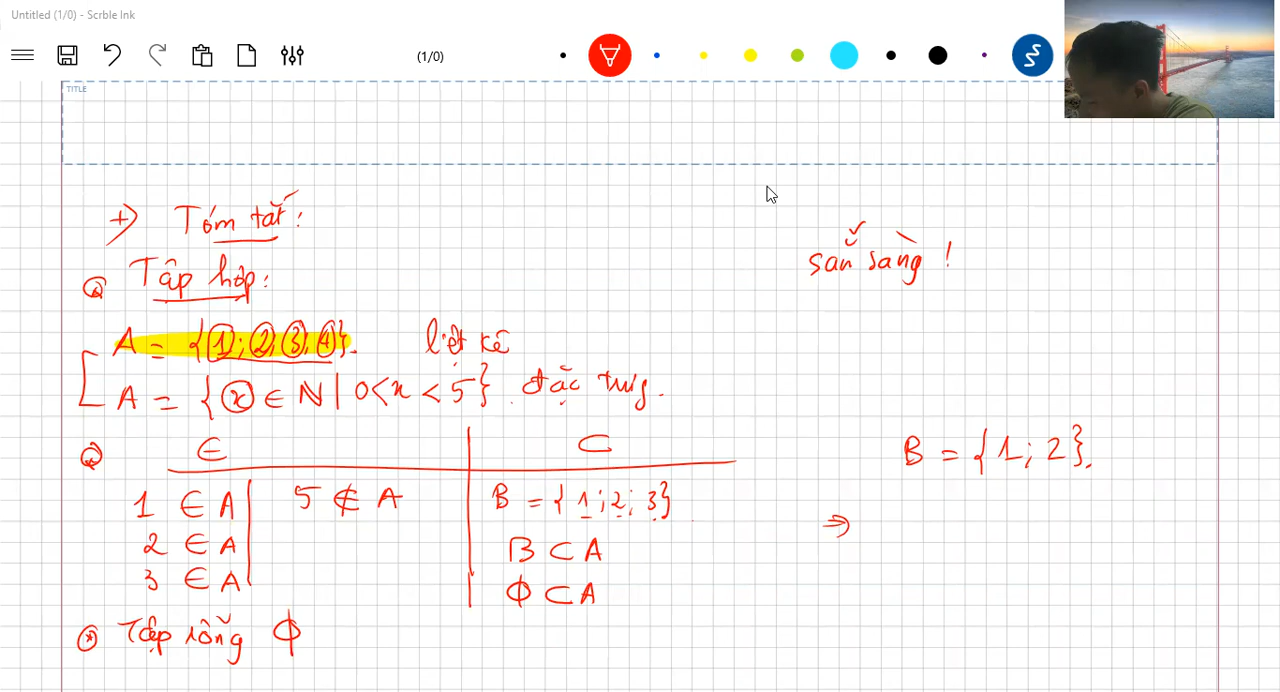 Untitled (1/0) - Scrble Ink
(1/0)
TITLE
+) Tóm tắt:
sẵn sàng !
Tập hợp:
A = {1; 2; 3; 4}. liệt kê
A = {x ∈ N | 0 < x < 5}. đặc trưng.
∈ ⊂
B = {1; 2}.
1 ∈ A 5 ∉ A B = {1; 2; 3}
⇒
2 ∈ A B ⊂ A
3 ∈ A ϕ ⊂ A
Tập rỗng ϕ